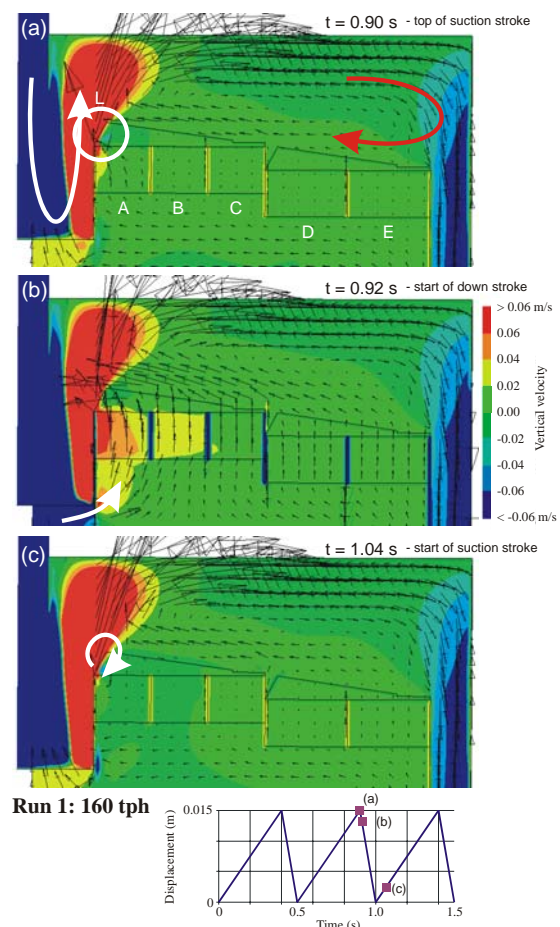 (a)
t = 0.90 s - top of suction stroke
L
A B C
D E
(b)
t = 0.92 s - start of down stroke
> 0.06 m/s
0.06
0.04
0.02
0.00
-0.04
-0.06
< -0.06 m/s
Vertical velocity
(c)
t = 1.04 s - start of suction stroke
Run 1: 160 tph
0.015
0
Displacement (m)
(a)
(b)
(c)
0 0.5 1.0 1.5
Time (s)